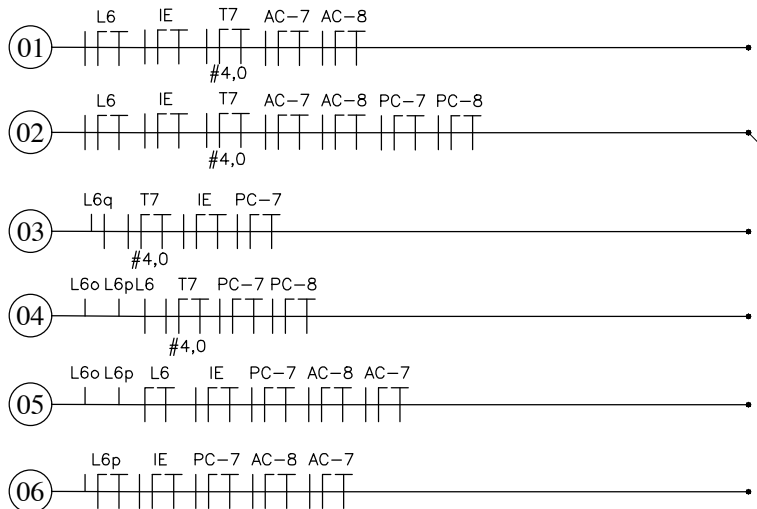 L6 IE T7 AC-7 AC-8
01
#4,0
L6 IE T7 AC-7 AC-8 PC-7 PC-8
02
#4,0
L6q T7 IE PC-7
03
#4,0
L6o L6p L6 T7 PC-7 PC-8
04
#4,0
L6o L6p L6 IE PC-7 AC-8 AC-7
05
L6p IE PC-7 AC-8 AC-7
06